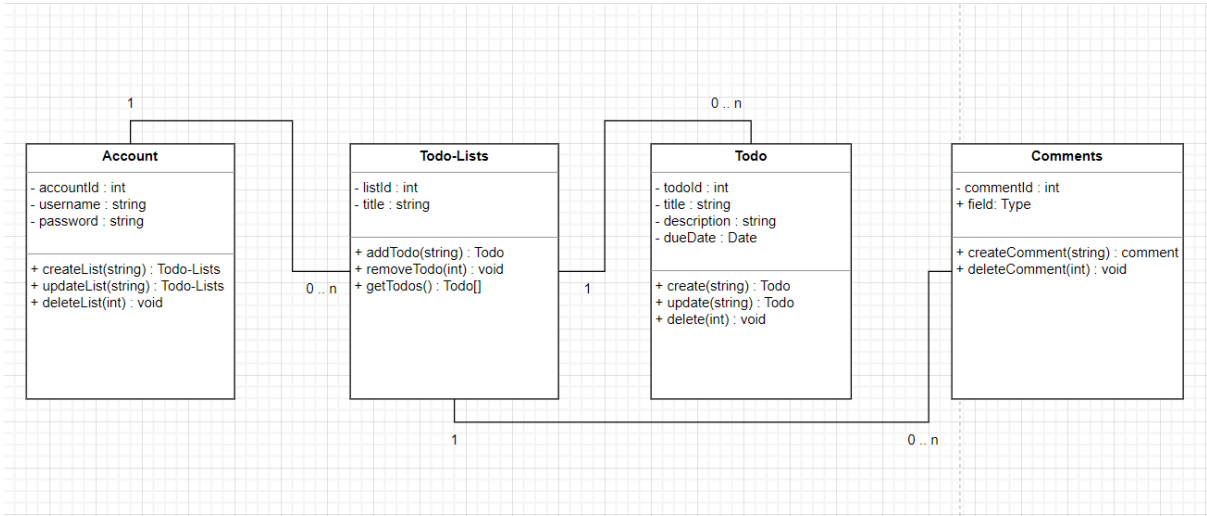 1
0 .. n
Account
- accountId : int
- username : string
- password : string
+ createList(string) : Todo-Lists
+ updateList(string) : Todo-Lists
+ deleteList(int) : void
0 .. n
Todo-Lists
- listId : int
- title : string
+ addTodo(string) : Todo
+ removeTodo(int) : void
+ getTodos() : Todo[]
1
Todo
- todoId : int
- title : string
- description : string
- dueDate : Date
+ create(string) : Todo
+ update(string) : Todo
+ delete(int) : void
Comments
- commentId : int
+ field: Type
+ createComment(string) : comment
+ deleteComment(int) : void
1
0 .. n